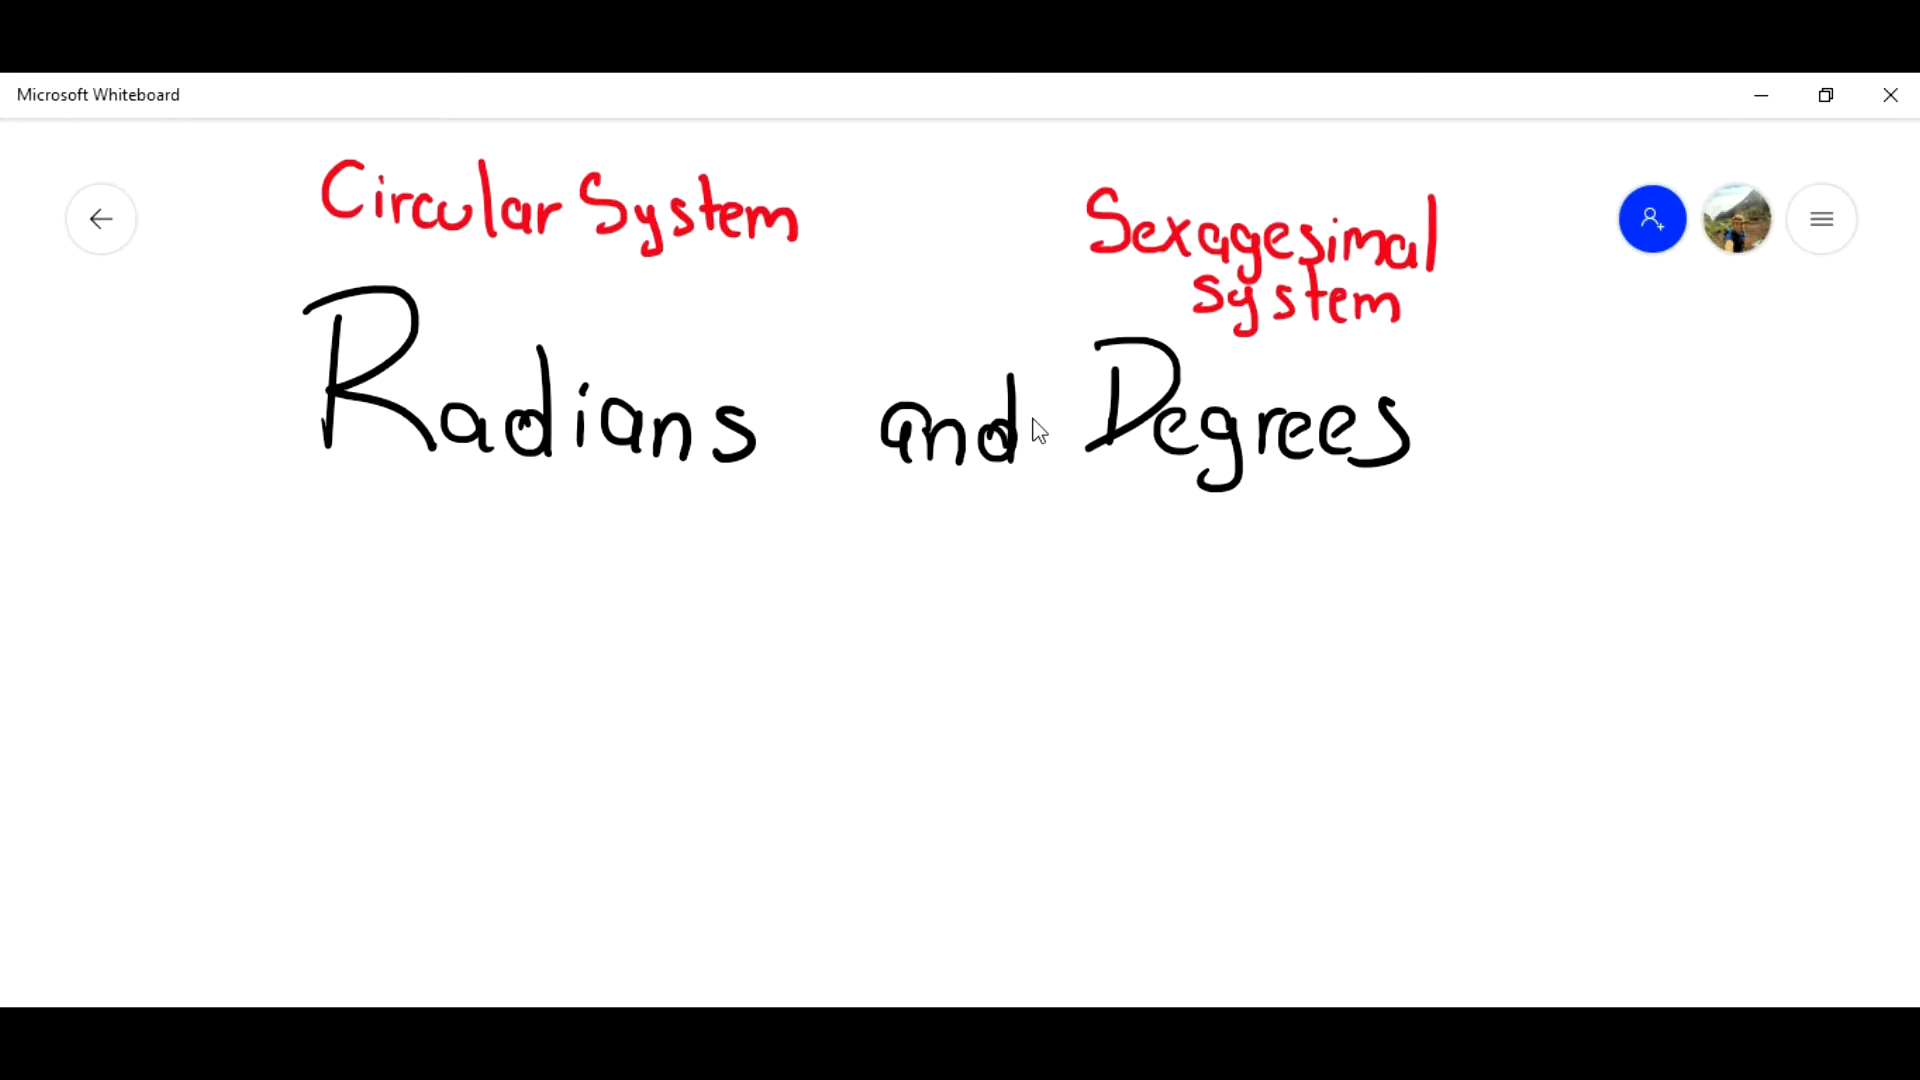 Microsoft Whiteboard
Circular System
Sexagesimal
system
Radians and Degrees